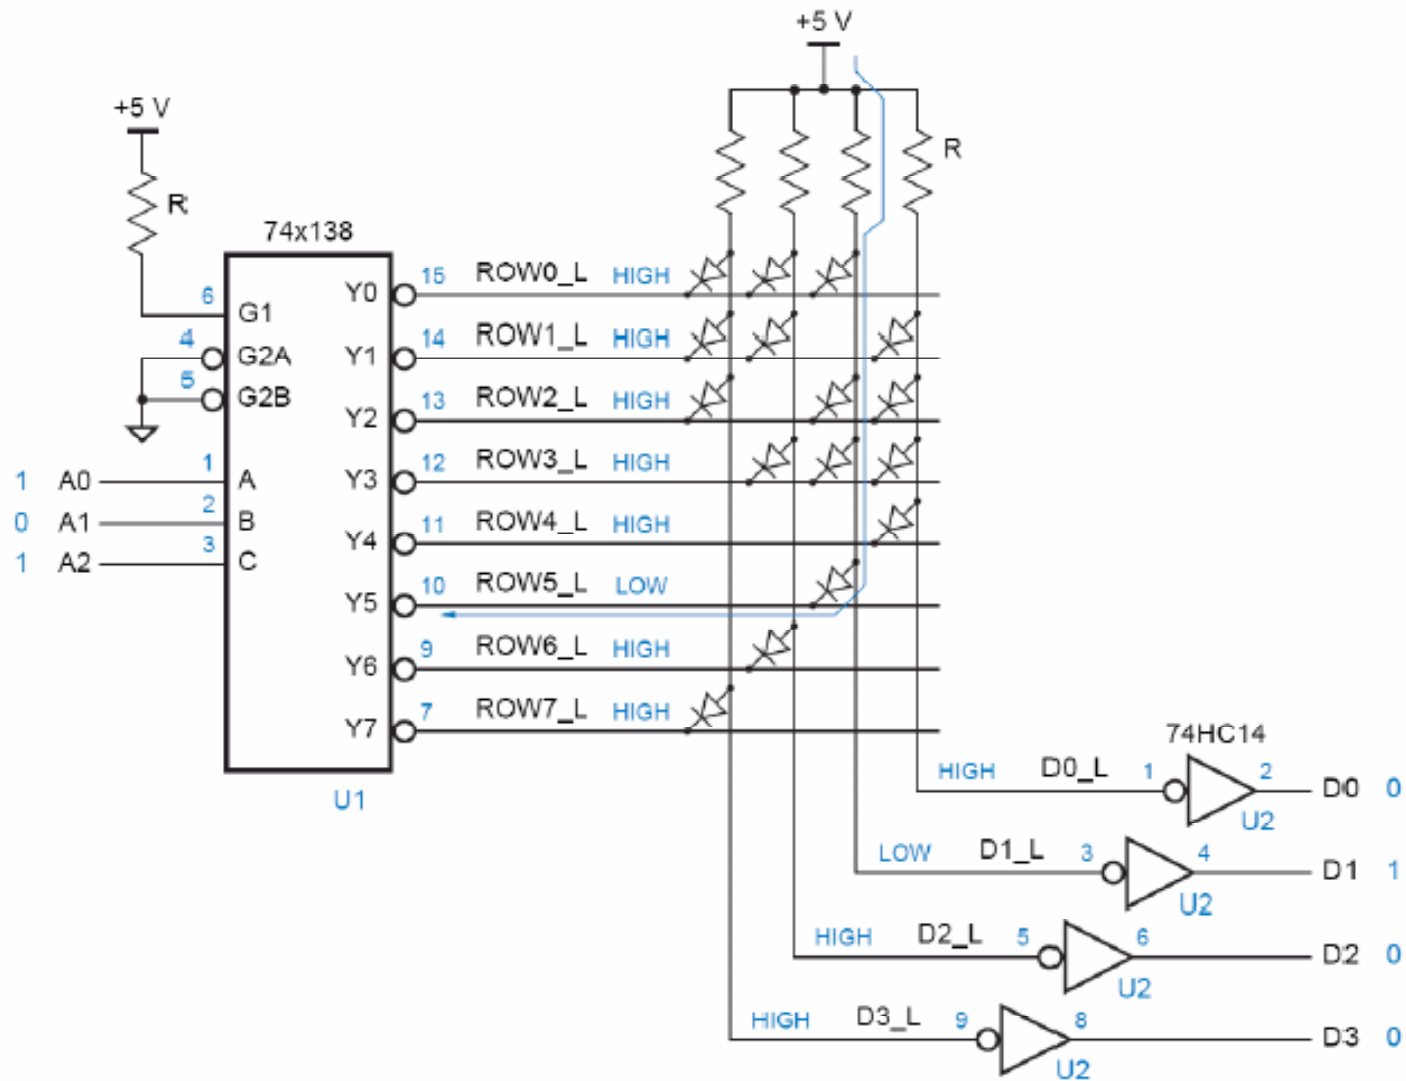 +5 V
+5 V
R
R
74x138
6 G1
4 G2A
5 G2B
1 A0 1 A
0 A1 2 B
1 A2 3 C
Y0 15 ROW0_L HIGH
Y1 14 ROW1_L HIGH
Y2 13 ROW2_L HIGH
Y3 12 ROW3_L HIGH
Y4 11 ROW4_L HIGH
Y5 10 ROW5_L LOW
Y6 9 ROW6_L HIGH
Y7 7 ROW7_L HIGH
U1
74HC14
HIGH D0_L 1 2 D0 0
U2
LOW D1_L 3 4 D1 1
U2
HIGH D2_L 5 6 D2 0
U2
HIGH D3_L 9 8 D3 0
U2